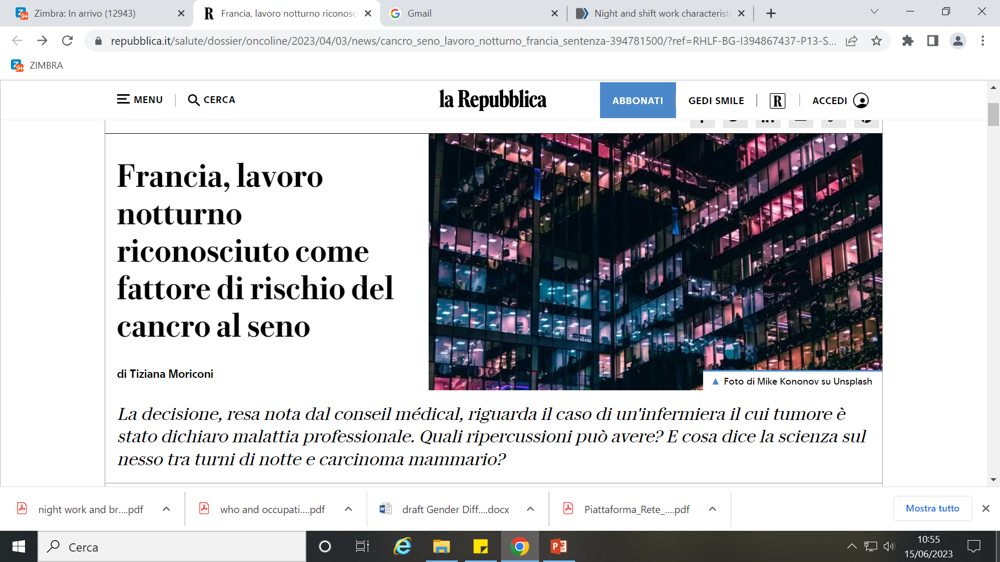 Zimbra: In arrivo (12943)
Francia, lavoro notturno riconosc
Gmail
Night and shift work characteristi
repubblica.it/salute/dossier/oncoline/2023/04/03/news/cancro_seno_lavoro_notturno_francia_sentenza-394781500/?ref=RHLF-BG-I394867437-P13-S...
ZIMBRA
MENU
CERCA
la Repubblica
ABBONATI
GEDI SMILE
R
ACCEDI
Francia, lavoro
notturno
riconosciuto come
fattore di rischio del
cancro al seno
di Tiziana Moriconi
▲ Foto di Mike Kononov su Unsplash
La decisione, resa nota dal conseil médical, riguarda il caso di un'infermiera il cui tumore è
stato dichiaro malattia professionale. Quali ripercussioni può avere? E cosa dice la scienza sul
nesso tra turni di notte e carcinoma mammario?
night work and br....pdf
who and occupati....pdf
draft Gender Diff....docx
Piattaforma_Rete_....pdf
Mostra tutto
Cerca
10:55
15/06/2023